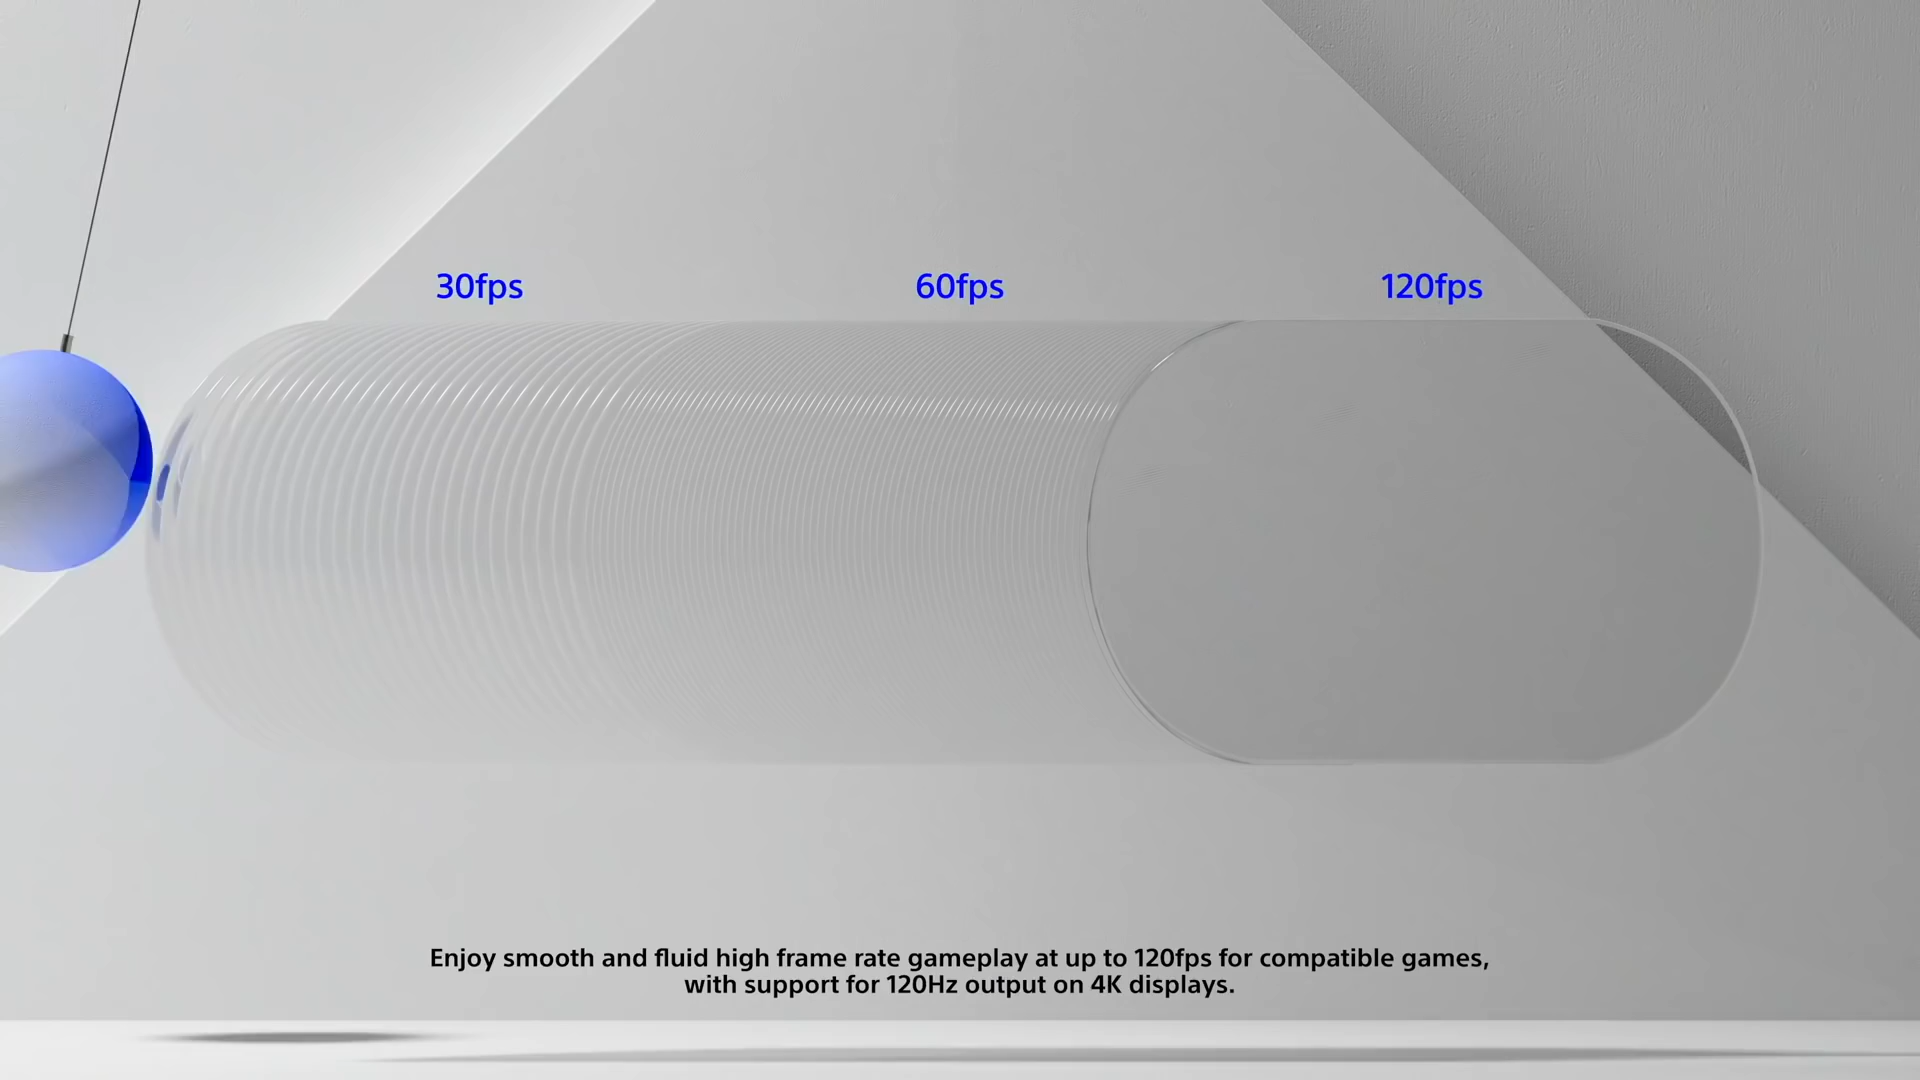 30fps 60fps 120fps
Enjoy smooth and fluid high frame rate gameplay at up to 120fps for compatible games,
with support for 120Hz output on 4K displays.